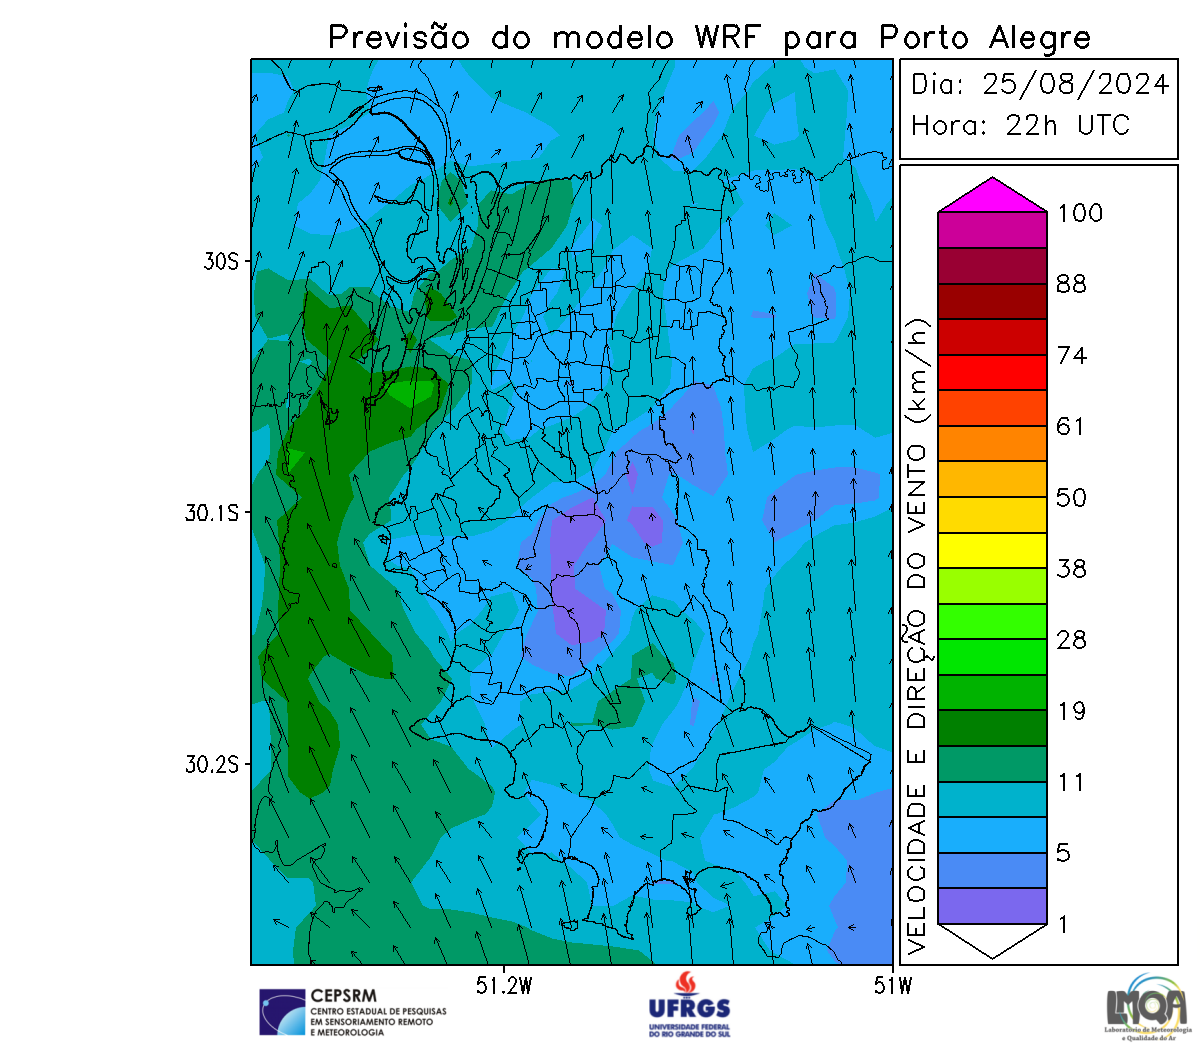 Previsão do modelo WRF para Porto Alegre
Dia: 25/08/2024
Hora: 22h UTC
100
88
74
61
50
38
28
19
11
5
1
VELOCIDADE E DIREÇÃO DO VENTO (km/h)
30S
30.1S
30.2S
51.2W
51W
CEPSRM
CENTRO ESTADUAL DE PESQUISAS
EM SENSORIAMENTO REMOTO
E METEOROLOGIA
UFRGS
UNIVERSIDADE FEDERAL
DO RIO GRANDE DO SUL
LMQA
Laboratório de Meteorologia
e Qualidade do Ar